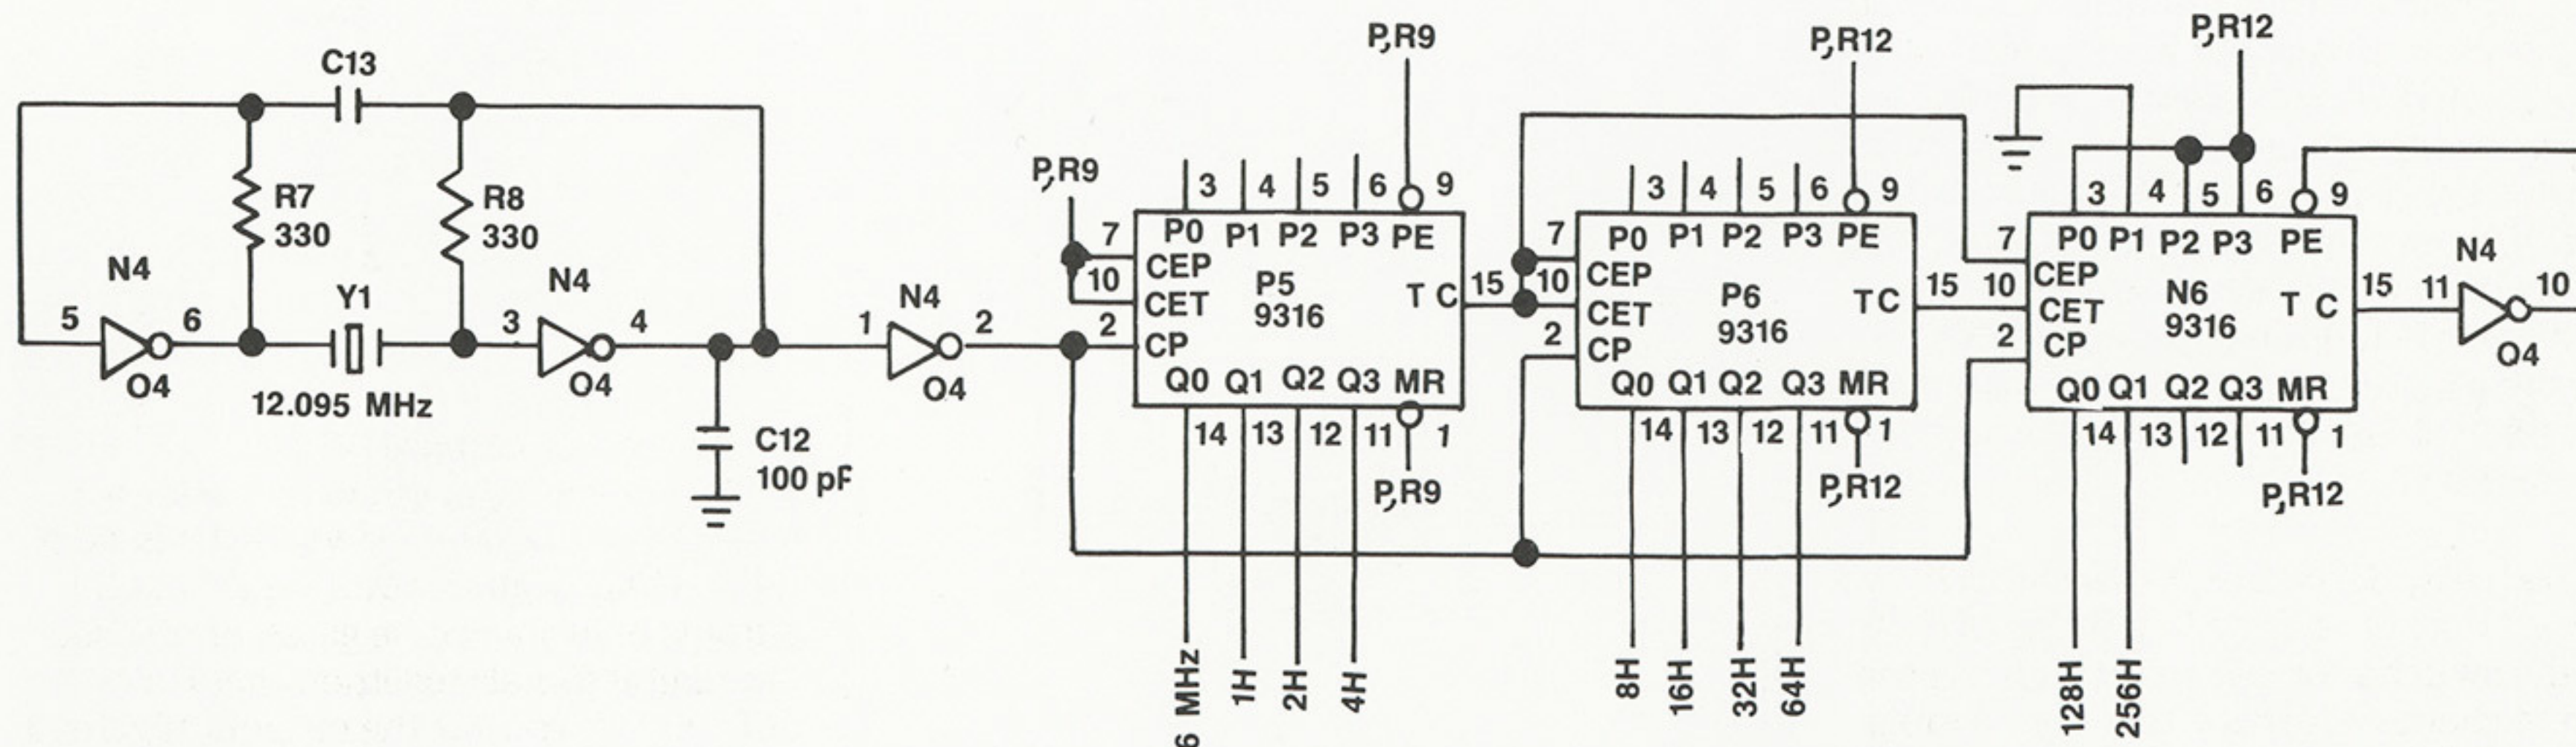 C13
R7
330
R8
330
N4
5
6
O4
Y1
12.095 MHz
N4
3
4
O4
C12
100 pF
N4
1
2
O4
P,R9
P,R9
3 4 5 6 9
P0 P1 P2 P3 PE
7
CEP
10
CET
2
CP
P5
9316
T C
15
Q0 Q1 Q2 Q3 MR
14 13 12 11 1
P,R9
6 MHz
1H
2H
4H
P,R12
3 4 5 6 9
P0 P1 P2 P3 PE
7
CEP
10
CET
2
CP
P6
9316
TC
15
Q0 Q1 Q2 Q3 MR
14 13 12 11 1
P,R12
8H
16H
32H
64H
P,R12
3 4 5 6 9
P0 P1 P2 P3 PE
7
CEP
10
CET
2
CP
N6
9316
T C
15
Q0 Q1 Q2 Q3 MR
14 13 12 11 1
P,R12
128H
256H
N4
11
10
O4